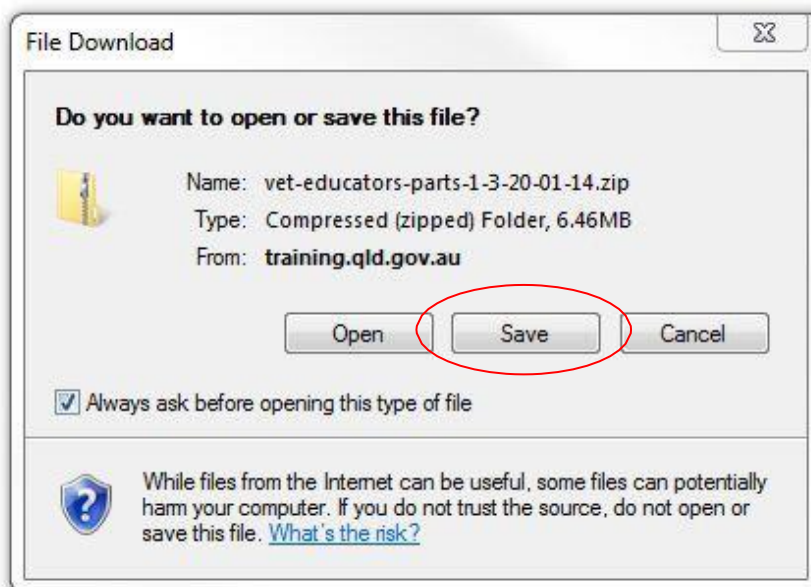 File Download
Do you want to open or save this file?
Name: vet-educators-parts-1-3-20-01-14.zip
Type: Compressed (zipped) Folder, 6.46MB
From: training.qld.gov.au
Open Save Cancel
Always ask before opening this type of file
While files from the Internet can be useful, some files can potentially
harm your computer. If you do not trust the source, do not open or
save this file. What's the risk?